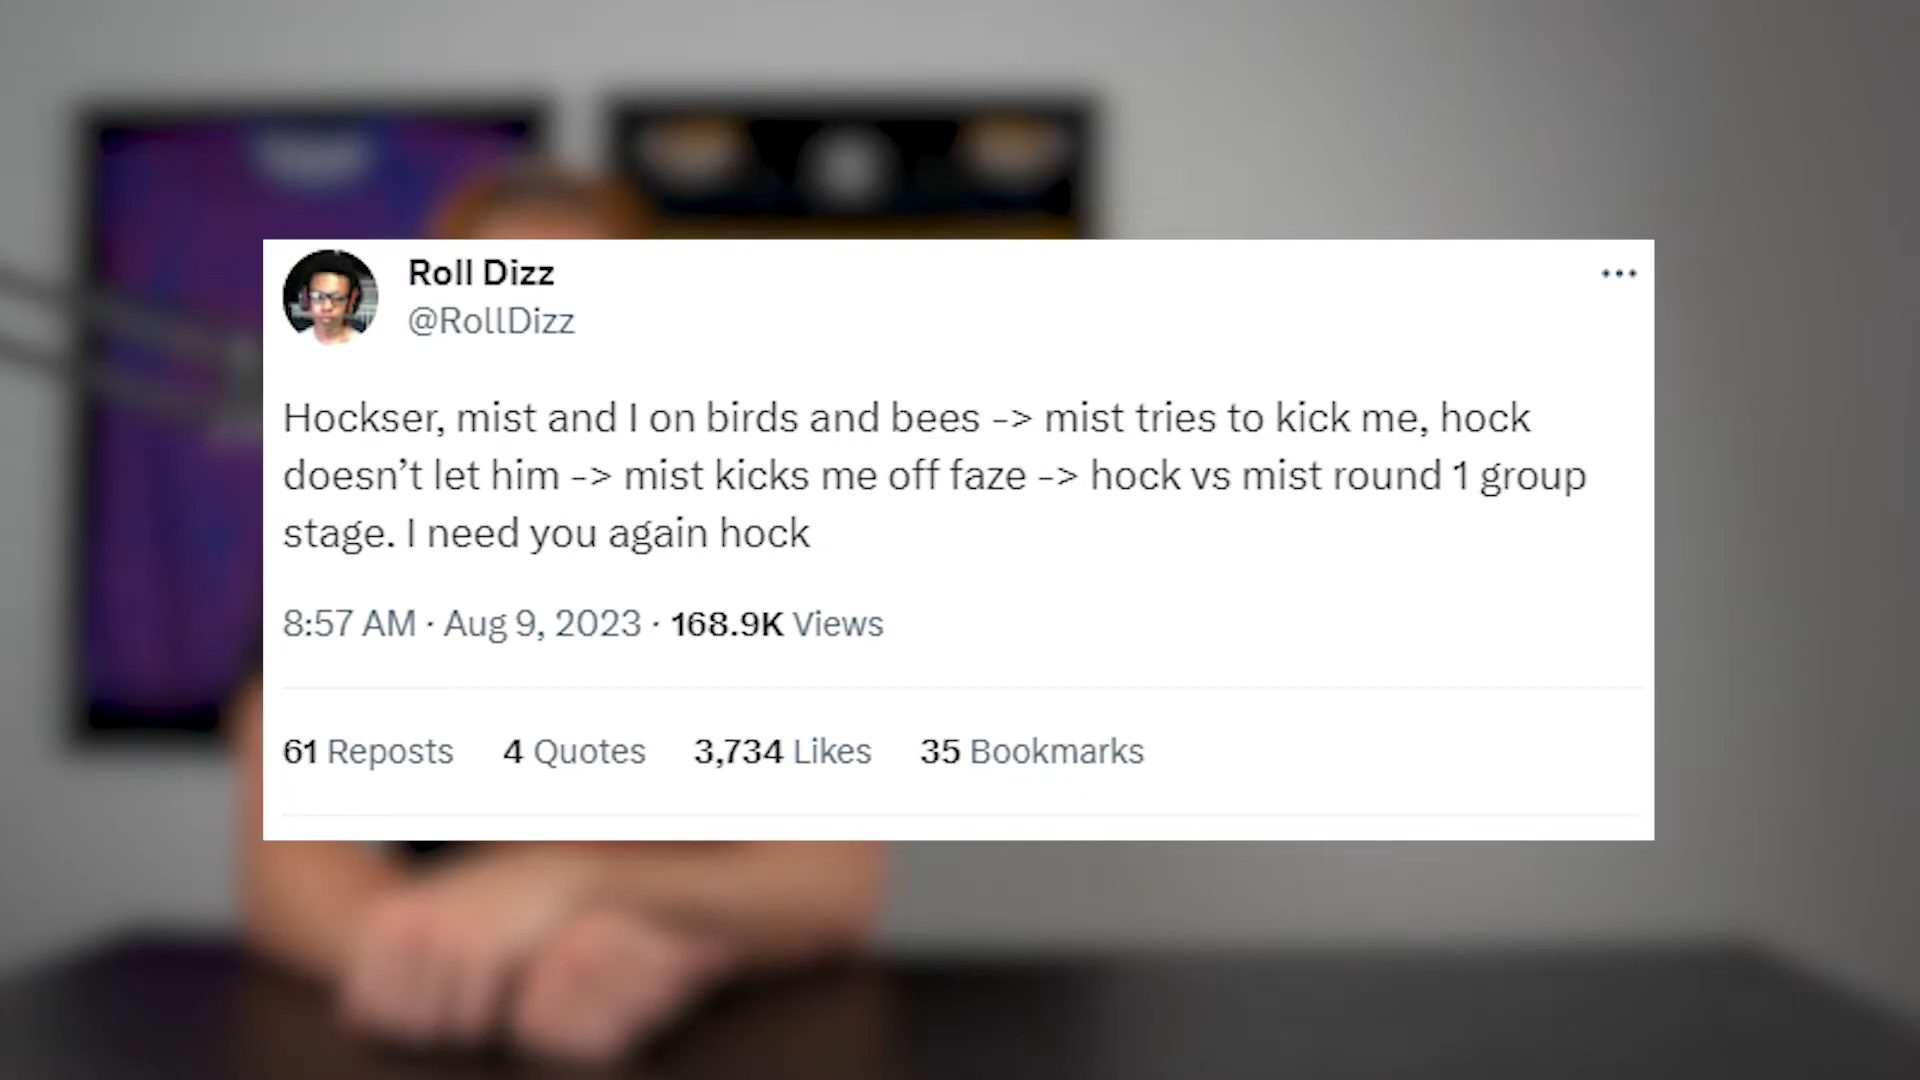 Roll Dizz
@RollDizz
Hockser, mist and I on birds and bees -> mist tries to kick me, hock
doesn’t let him -> mist kicks me off faze -> hock vs mist round 1 group
stage. I need you again hock
8:57 AM · Aug 9, 2023 · 168.9K Views
61 Reposts 4 Quotes 3,734 Likes 35 Bookmarks